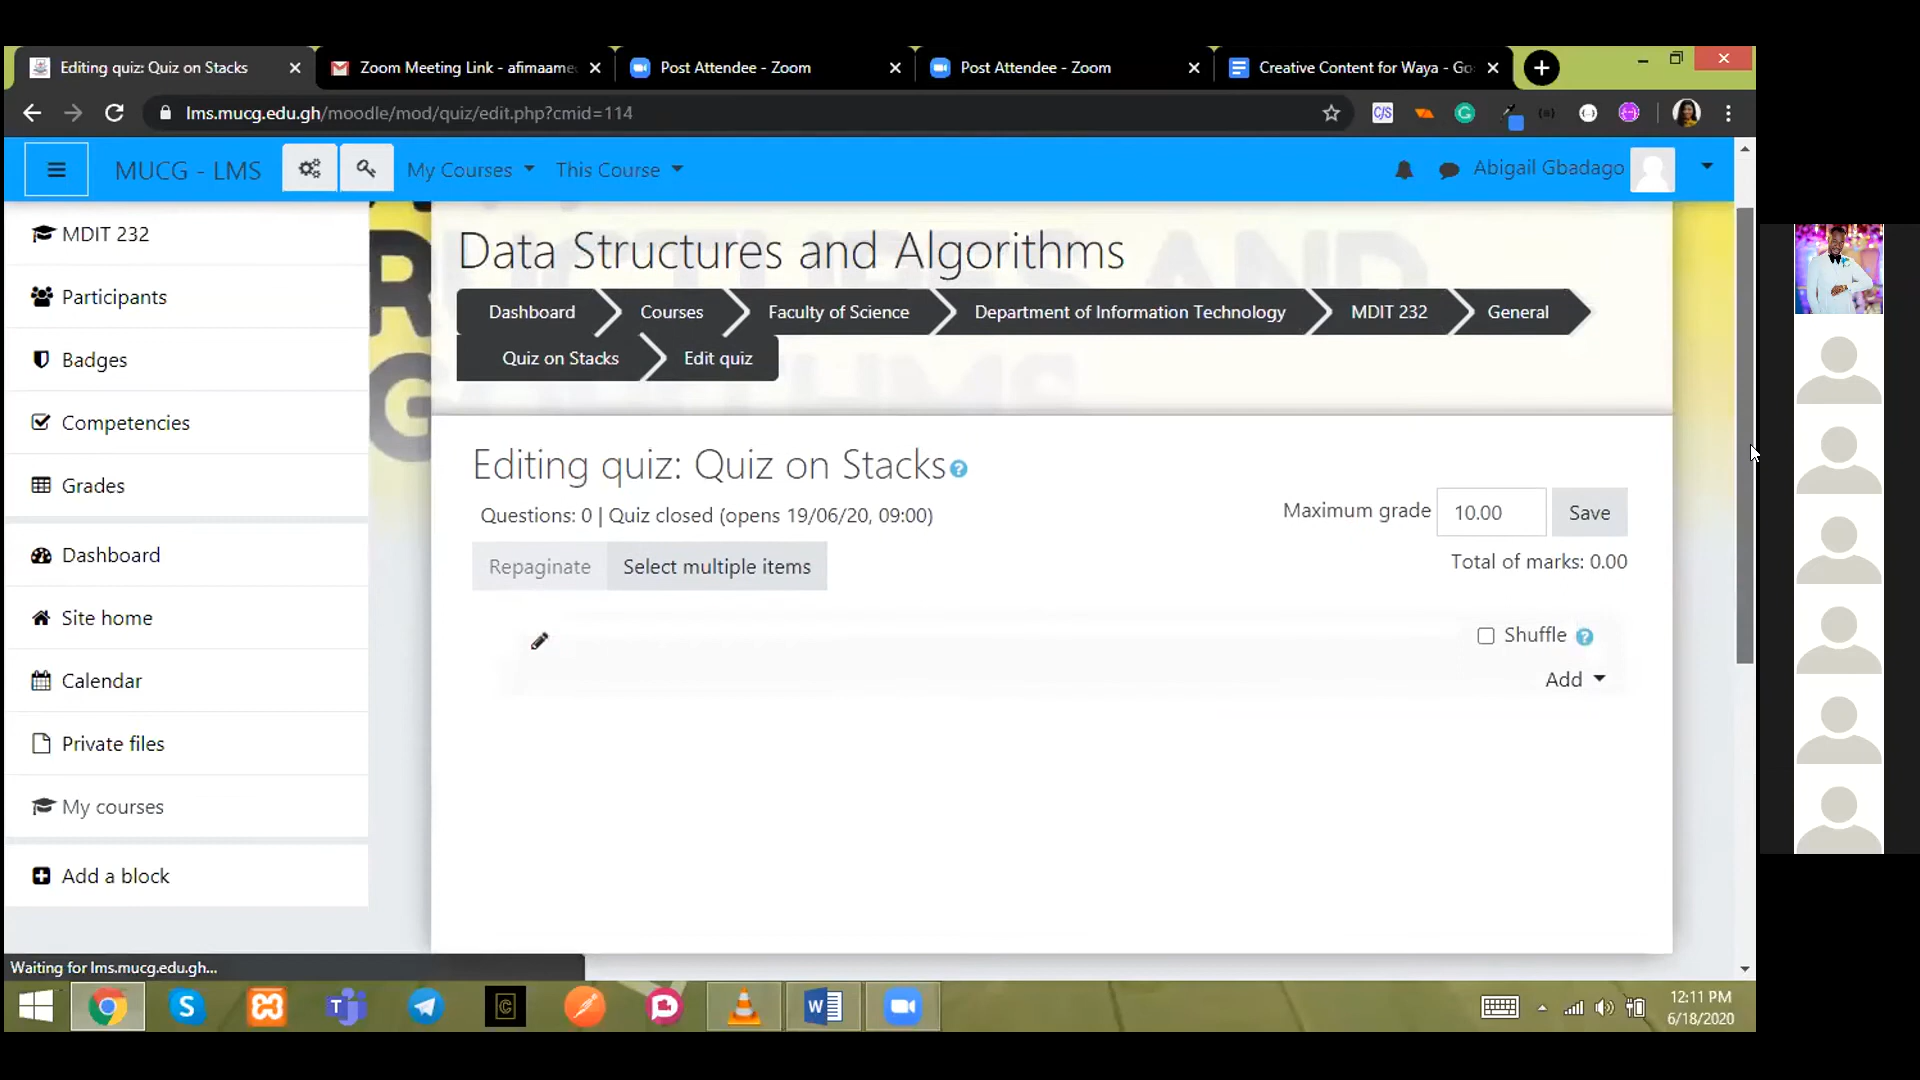 Editing quiz: Quiz on Stacks
Zoom Meeting Link - afimaame
Post Attendee - Zoom
Post Attendee - Zoom
Creative Content for Waya - Go
lms.mucg.edu.gh/moodle/mod/quiz/edit.php?cmid=114
MUCG - LMS
My Courses
This Course
Abigail Gbadago
MDIT 232
Participants
Badges
Competencies
Grades
Dashboard
Site home
Calendar
Private files
My courses
Add a block
Data Structures and Algorithms
Dashboard
Courses
Faculty of Science
Department of Information Technology
MDIT 232
General
Quiz on Stacks
Edit quiz
Editing quiz: Quiz on Stacks
Questions: 0 | Quiz closed (opens 19/06/20, 09:00)
Maximum grade
10.00
Save
Repaginate
Select multiple items
Total of marks: 0.00
Shuffle
Add
Waiting for lms.mucg.edu.gh...
12:11 PM
6/18/2020